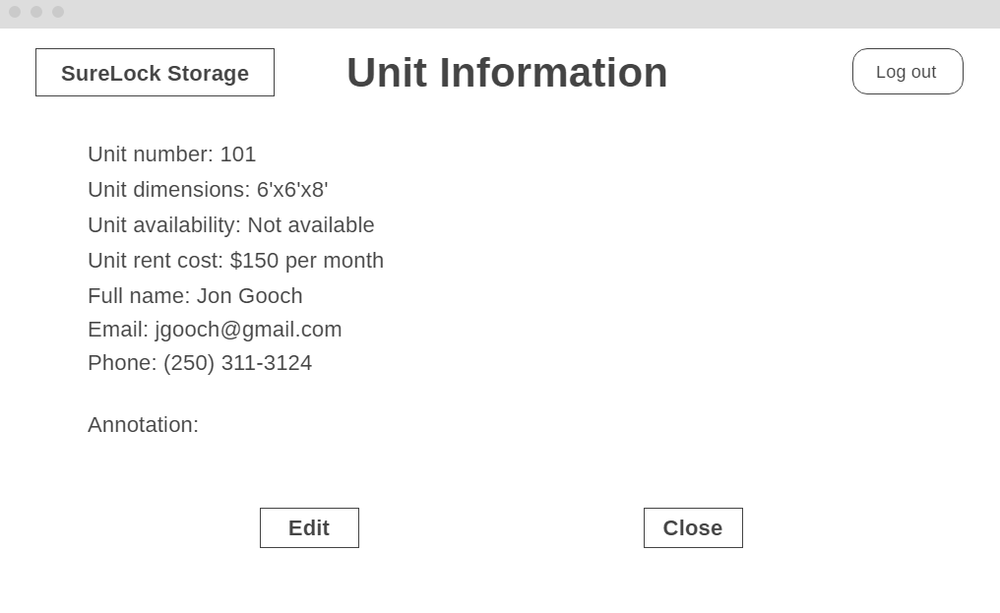 SureLock Storage
Unit Information
Log out
Unit number: 101
Unit dimensions: 6'x6'x8'
Unit availability: Not available
Unit rent cost: $150 per month
Full name: Jon Gooch
Email: jgooch@gmail.com
Phone: (250) 311-3124
Annotation:
Edit
Close